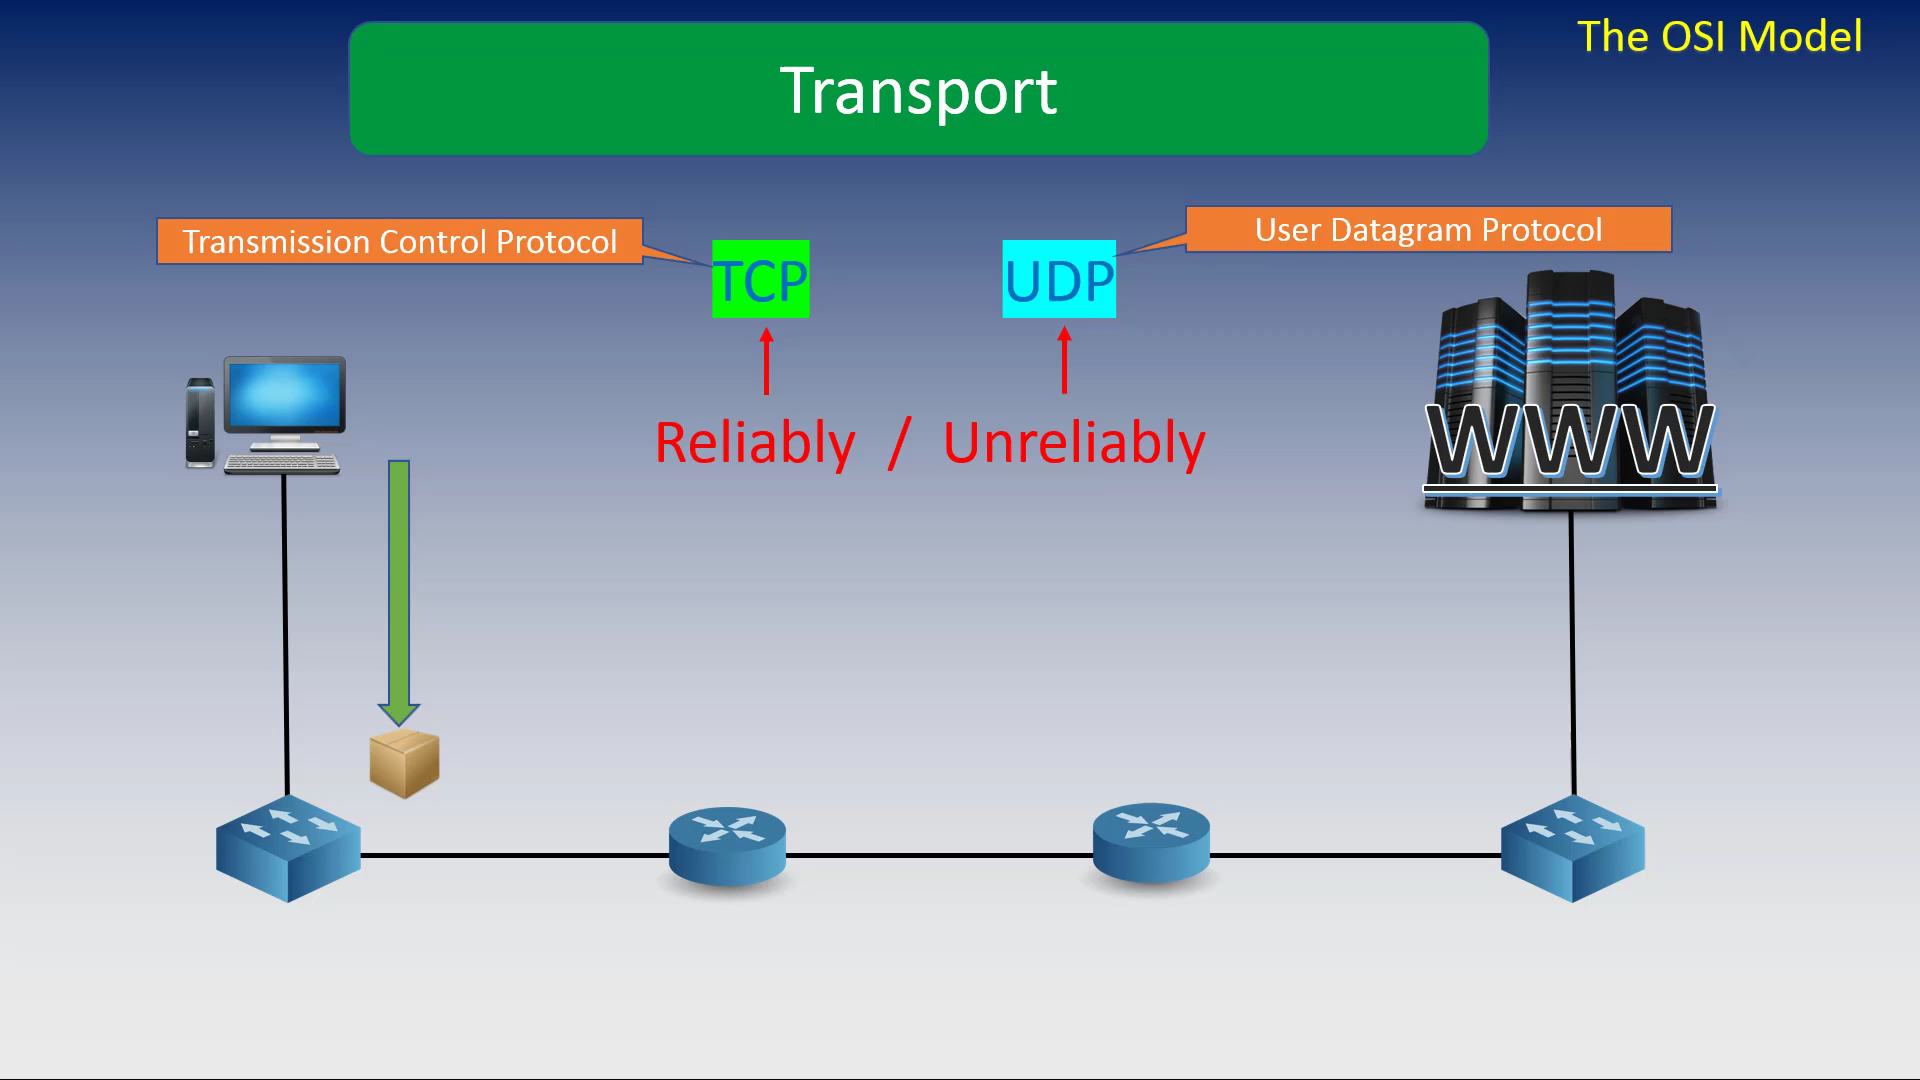 The OSI Model
Transport
Transmission Control Protocol
User Datagram Protocol
TCP
UDP
Reliably / Unreliably
WWW